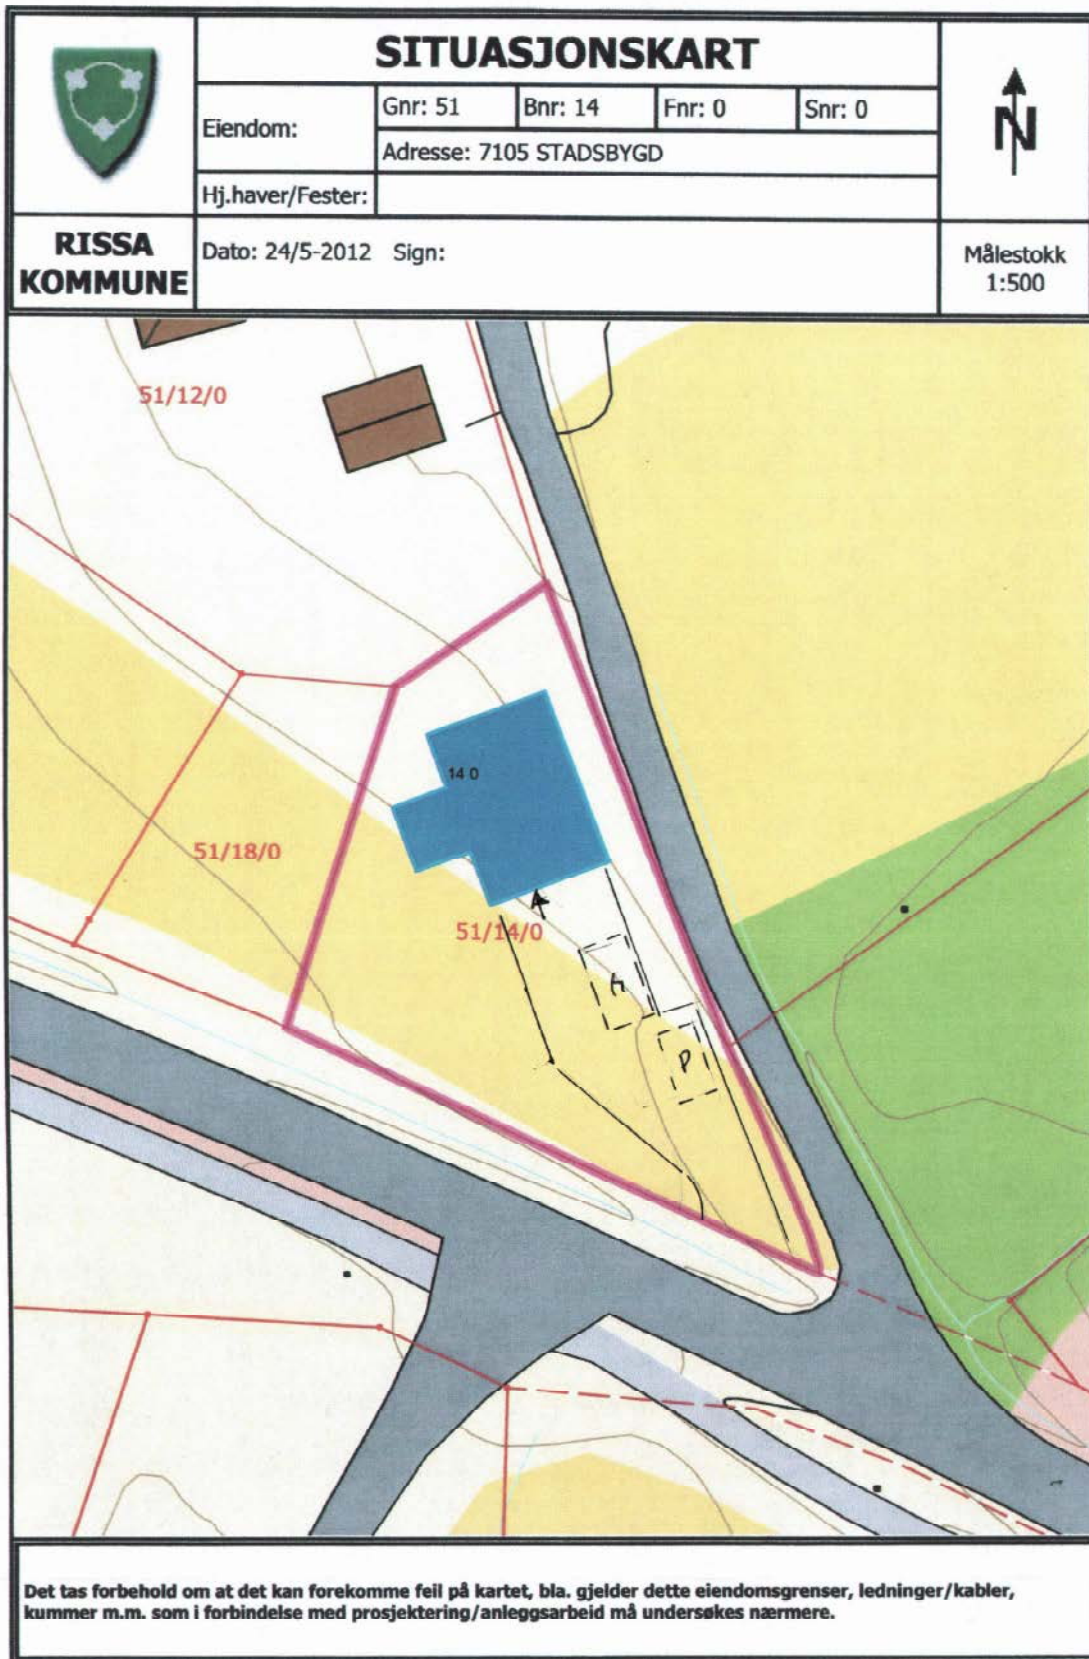 SITUASJONSKART
Eiendom:
Gnr: 51
Bnr: 14
Fnr: 0
Snr: 0
Adresse: 7105 STADSBYGD
Hj.haver/Fester:
N
RISSA
KOMMUNE
Dato: 24/5-2012 Sign:
Målestokk
1:500
51/12/0
14 0
51/18/0
51/14/0
P
Det tas forbehold om at det kan forekomme feil på kartet, bla. gjelder dette eiendomsgrenser, ledninger/kabler,
kummer m.m. som i forbindelse med prosjektering/anleggsarbeid må undersøkes nærmere.